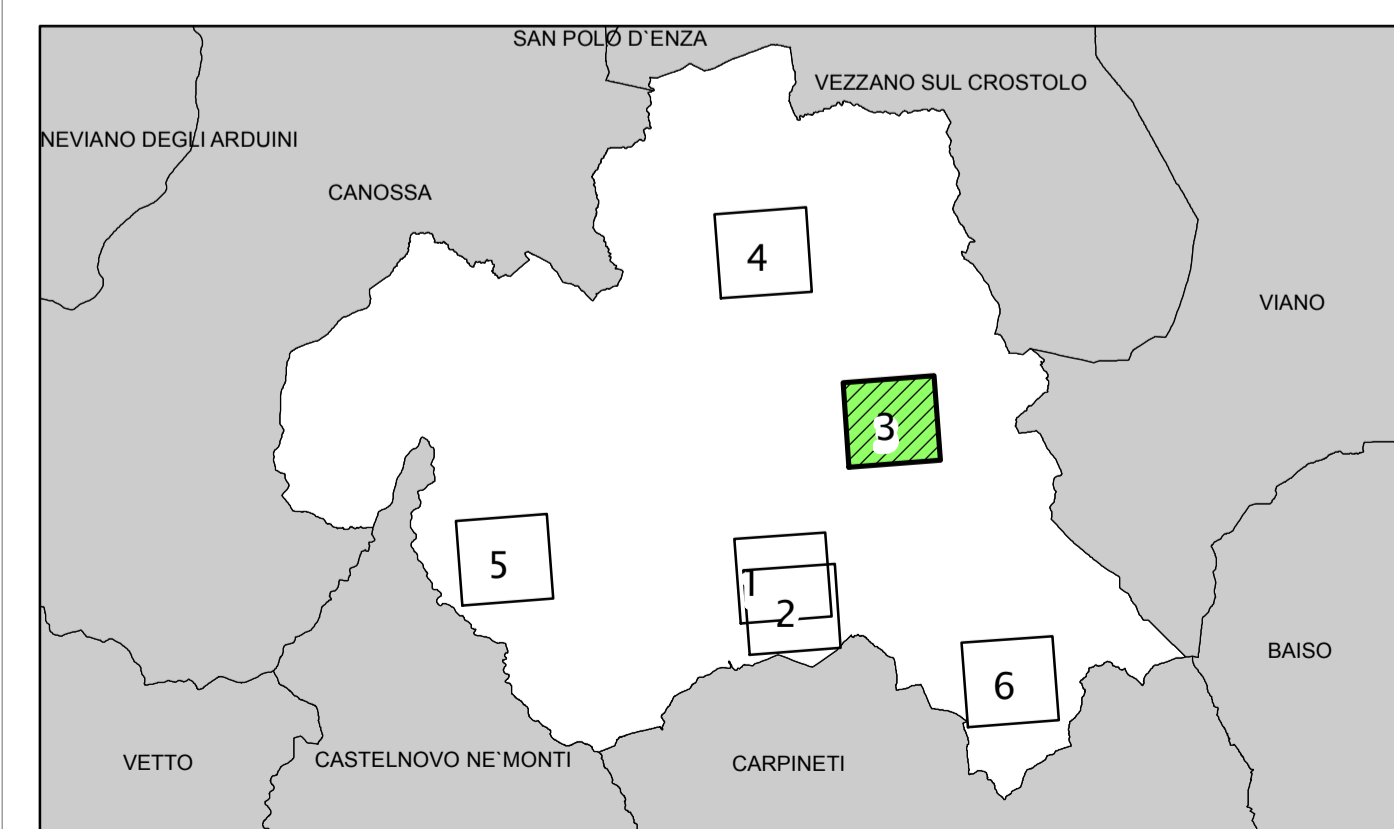 SAN POLO D`ENZA
VEZZANO SUL CROSTOLO
NEVIANO DEGLI ARDUINI
CANOSSA
4
VIANO
3
5
1
2
6
BAISO
VETTO
CASTELNOVO NE`MONTI
CARPINETI